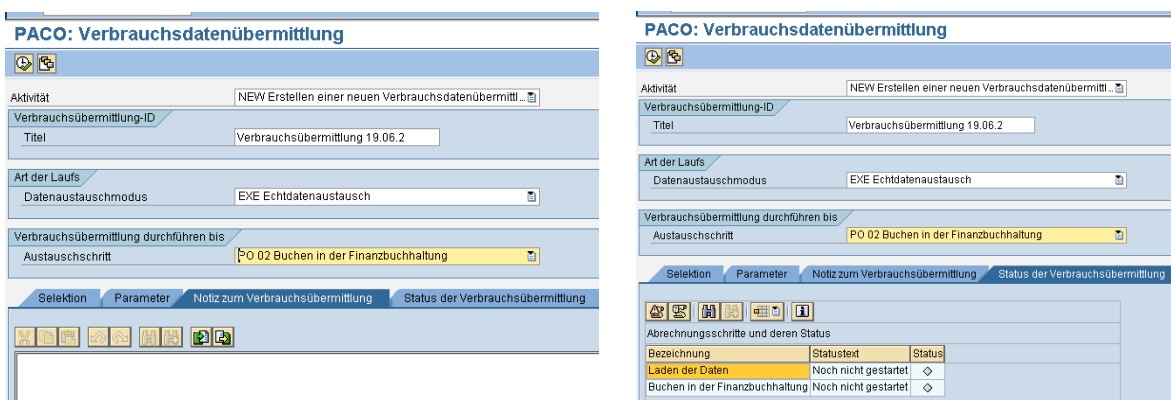 PACO: Verbrauchsdatenübermittlung
Aktivität NEW Erstellen einer neuen Verbrauchsdatenübermittl...
Verbrauchsübermittlung-ID
Titel Verbrauchsübermittlung 19.06.2
Art der Laufs
Datenaustauschmodus EXE Echtdatenaustausch
Verbrauchsübermittlung durchführen bis
Austauschschritt PO 02 Buchen in der Finanzbuchhaltung
Selektion Parameter Notiz zum Verbrauchsübermittlung Status der Verbrauchsübermittlung
PACO: Verbrauchsdatenübermittlung
Aktivität NEW Erstellen einer neuen Verbrauchsdatenübermittl...
Verbrauchsübermittlung-ID
Titel Verbrauchsübermittlung 19.06.2
Art der Laufs
Datenaustauschmodus EXE Echtdatenaustausch
Verbrauchsübermittlung durchführen bis
Austauschschritt PO 02 Buchen in der Finanzbuchhaltung
Selektion Parameter Notiz zum Verbrauchsübermittlung Status der Verbrauchsübermittlung
Abrechnungsschritte und deren Status
Bezeichnung Statustext Status
Laden der Daten Noch nicht gestartet
Buchen in der Finanzbuchhaltung Noch nicht gestartet